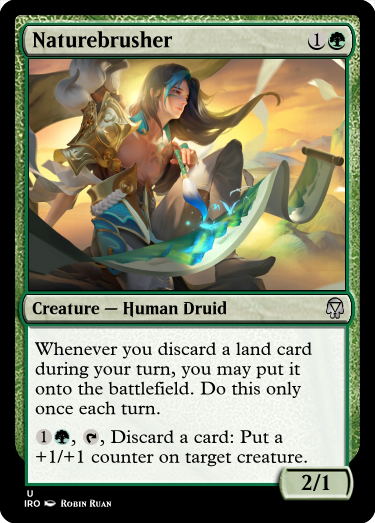 Naturebrusher 1
Creature — Human Druid
Whenever you discard a land card
during your turn, you may put it
onto the battlefield. Do this only
once each turn.
1, , Discard a card: Put a
+1/+1 counter on target creature.
2/1
U
IRO Robin Ruan